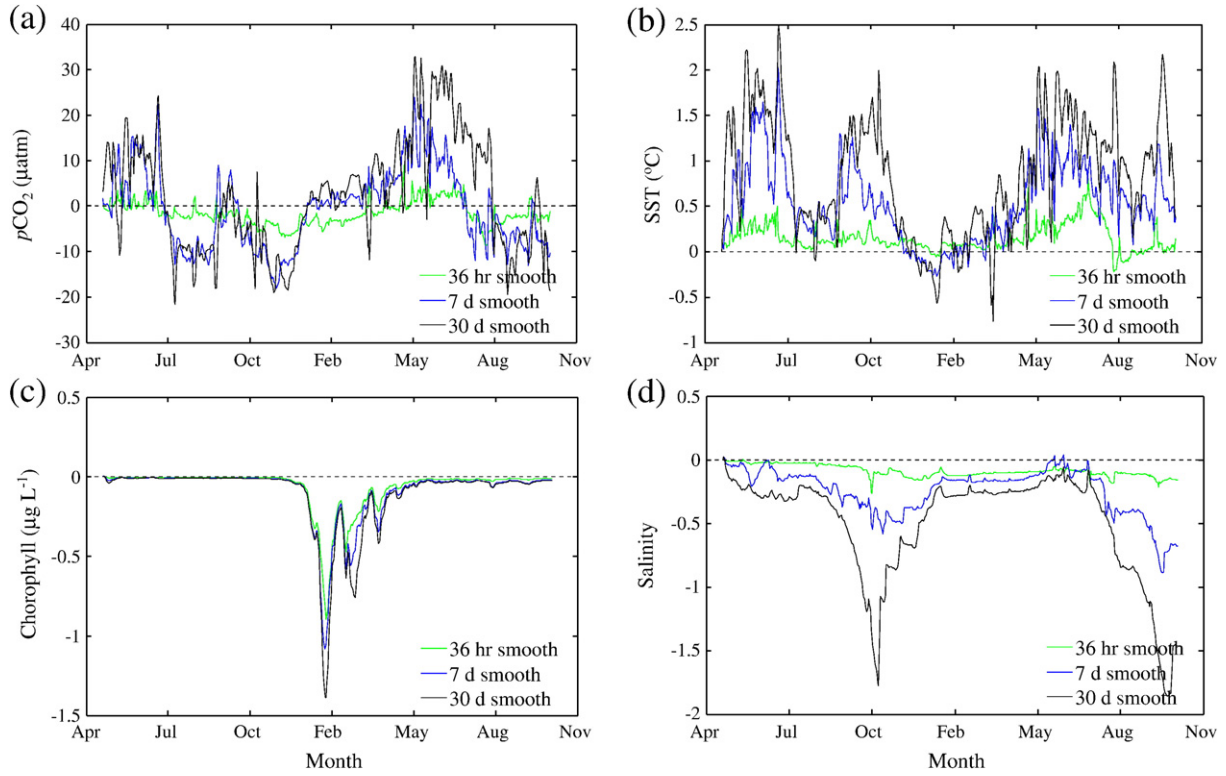 (a)
40
30
20
10
0
-10
-20
-30
pCO2 (µatm)
36 hr smooth
7 d smooth
30 d smooth
Apr Jul Oct Feb May Aug Nov
(b)
2.5
2
1.5
1
0.5
0
-0.5
-1
SST (ºC)
36 hr smooth
7 d smooth
30 d smooth
Apr Jul Oct Feb May Aug Nov
(c)
0.5
0
-0.5
-1
-1.5
Chorophyll (µg L-1)
36 hr smooth
7 d smooth
30 d smooth
Apr Jul Oct Feb May Aug Nov
Month
(d)
0.5
0
-0.5
-1
-1.5
-2
Salinity
36 hr smooth
7 d smooth
30 d smooth
Apr Jul Oct Feb May Aug Nov
Month